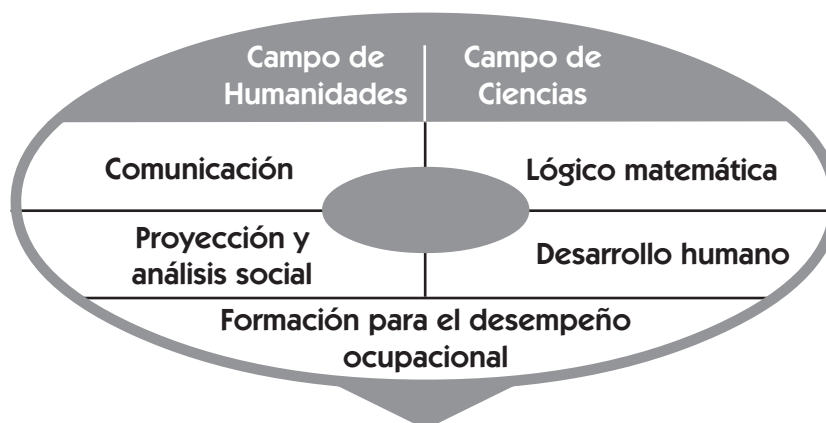 Campo de
Humanidades
Campo de
Ciencias
Comunicación
Lógico matemática
Proyección y
análisis social
Desarrollo humano
Formación para el desempeño
ocupacional